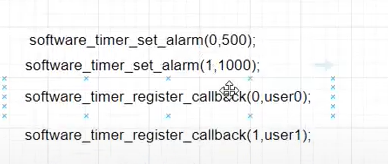 software_timer_set_alarm(0,500);
software_timer_set_alarm(1,1000);
software_timer_register_callback(0,user0);
software_timer_register_callback(1,user1);